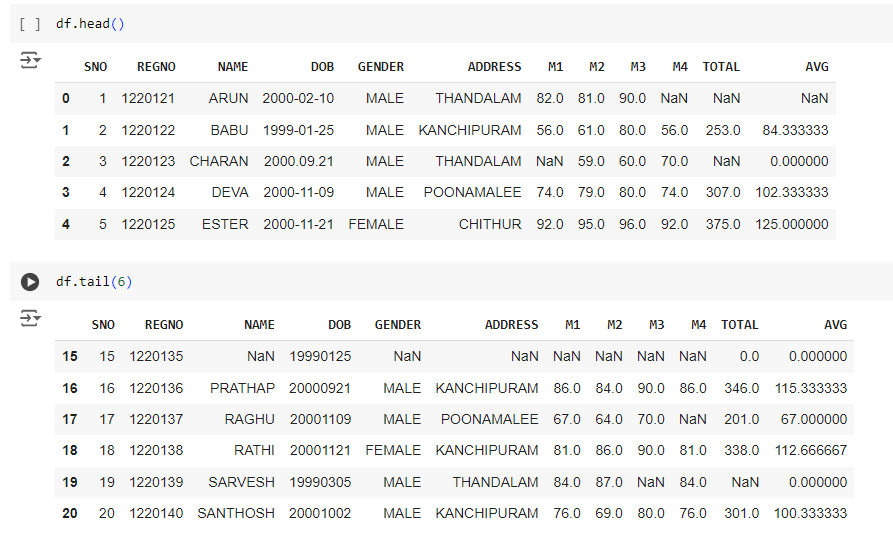 [ ] df.head()
SNO REGNO NAME DOB GENDER ADDRESS M1 M2 M3 M4 TOTAL AVG
0 1 1220121 ARUN 2000-02-10 MALE THANDALAM 82.0 81.0 90.0 NaN NaN NaN
1 2 1220122 BABU 1999-01-25 MALE KANCHIPURAM 56.0 61.0 80.0 56.0 253.0 84.333333
2 3 1220123 CHARAN 2000.09.21 MALE THANDALAM NaN 59.0 60.0 70.0 NaN 0.000000
3 4 1220124 DEVA 2000-11-09 MALE POONAMALEE 74.0 79.0 80.0 74.0 307.0 102.333333
4 5 1220125 ESTER 2000-11-21 FEMALE CHITHUR 92.0 95.0 96.0 92.0 375.0 125.000000
df.tail(6)
SNO REGNO NAME DOB GENDER ADDRESS M1 M2 M3 M4 TOTAL AVG
15 15 1220135 NaN 19990125 NaN NaN NaN NaN NaN NaN 0.0 0.000000
16 16 1220136 PRATHAP 20000921 MALE KANCHIPURAM 86.0 84.0 90.0 86.0 346.0 115.333333
17 17 1220137 RAGHU 20001109 MALE POONAMALEE 67.0 64.0 70.0 NaN 201.0 67.000000
18 18 1220138 RATHI 20001121 FEMALE KANCHIPURAM 81.0 86.0 90.0 81.0 338.0 112.666667
19 19 1220139 SARVESH 19990305 MALE THANDALAM 84.0 87.0 NaN 84.0 NaN 0.000000
20 20 1220140 SANTHOSH 20001002 MALE KANCHIPURAM 76.0 69.0 80.0 76.0 301.0 100.333333